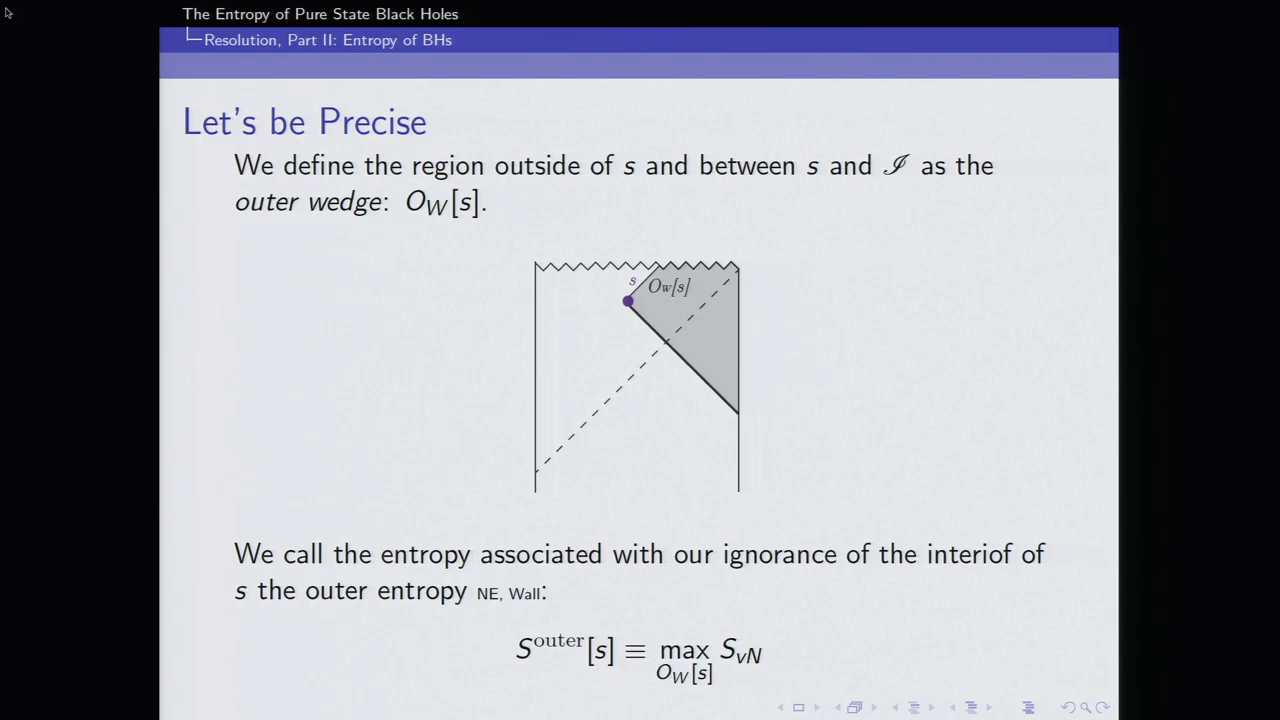 The Entropy of Pure State Black Holes
Resolution, Part II: Entropy of BHs
Let's be Precise
We define the region outside of s and between s and ℐ as the
outer wedge: O_W[s].
s
O_W[s]
We call the entropy associated with our ignorance of the interiof of
s the outer entropy NE, Wall:
S^outer[s] ≡ max_{O_W[s]} S_vN